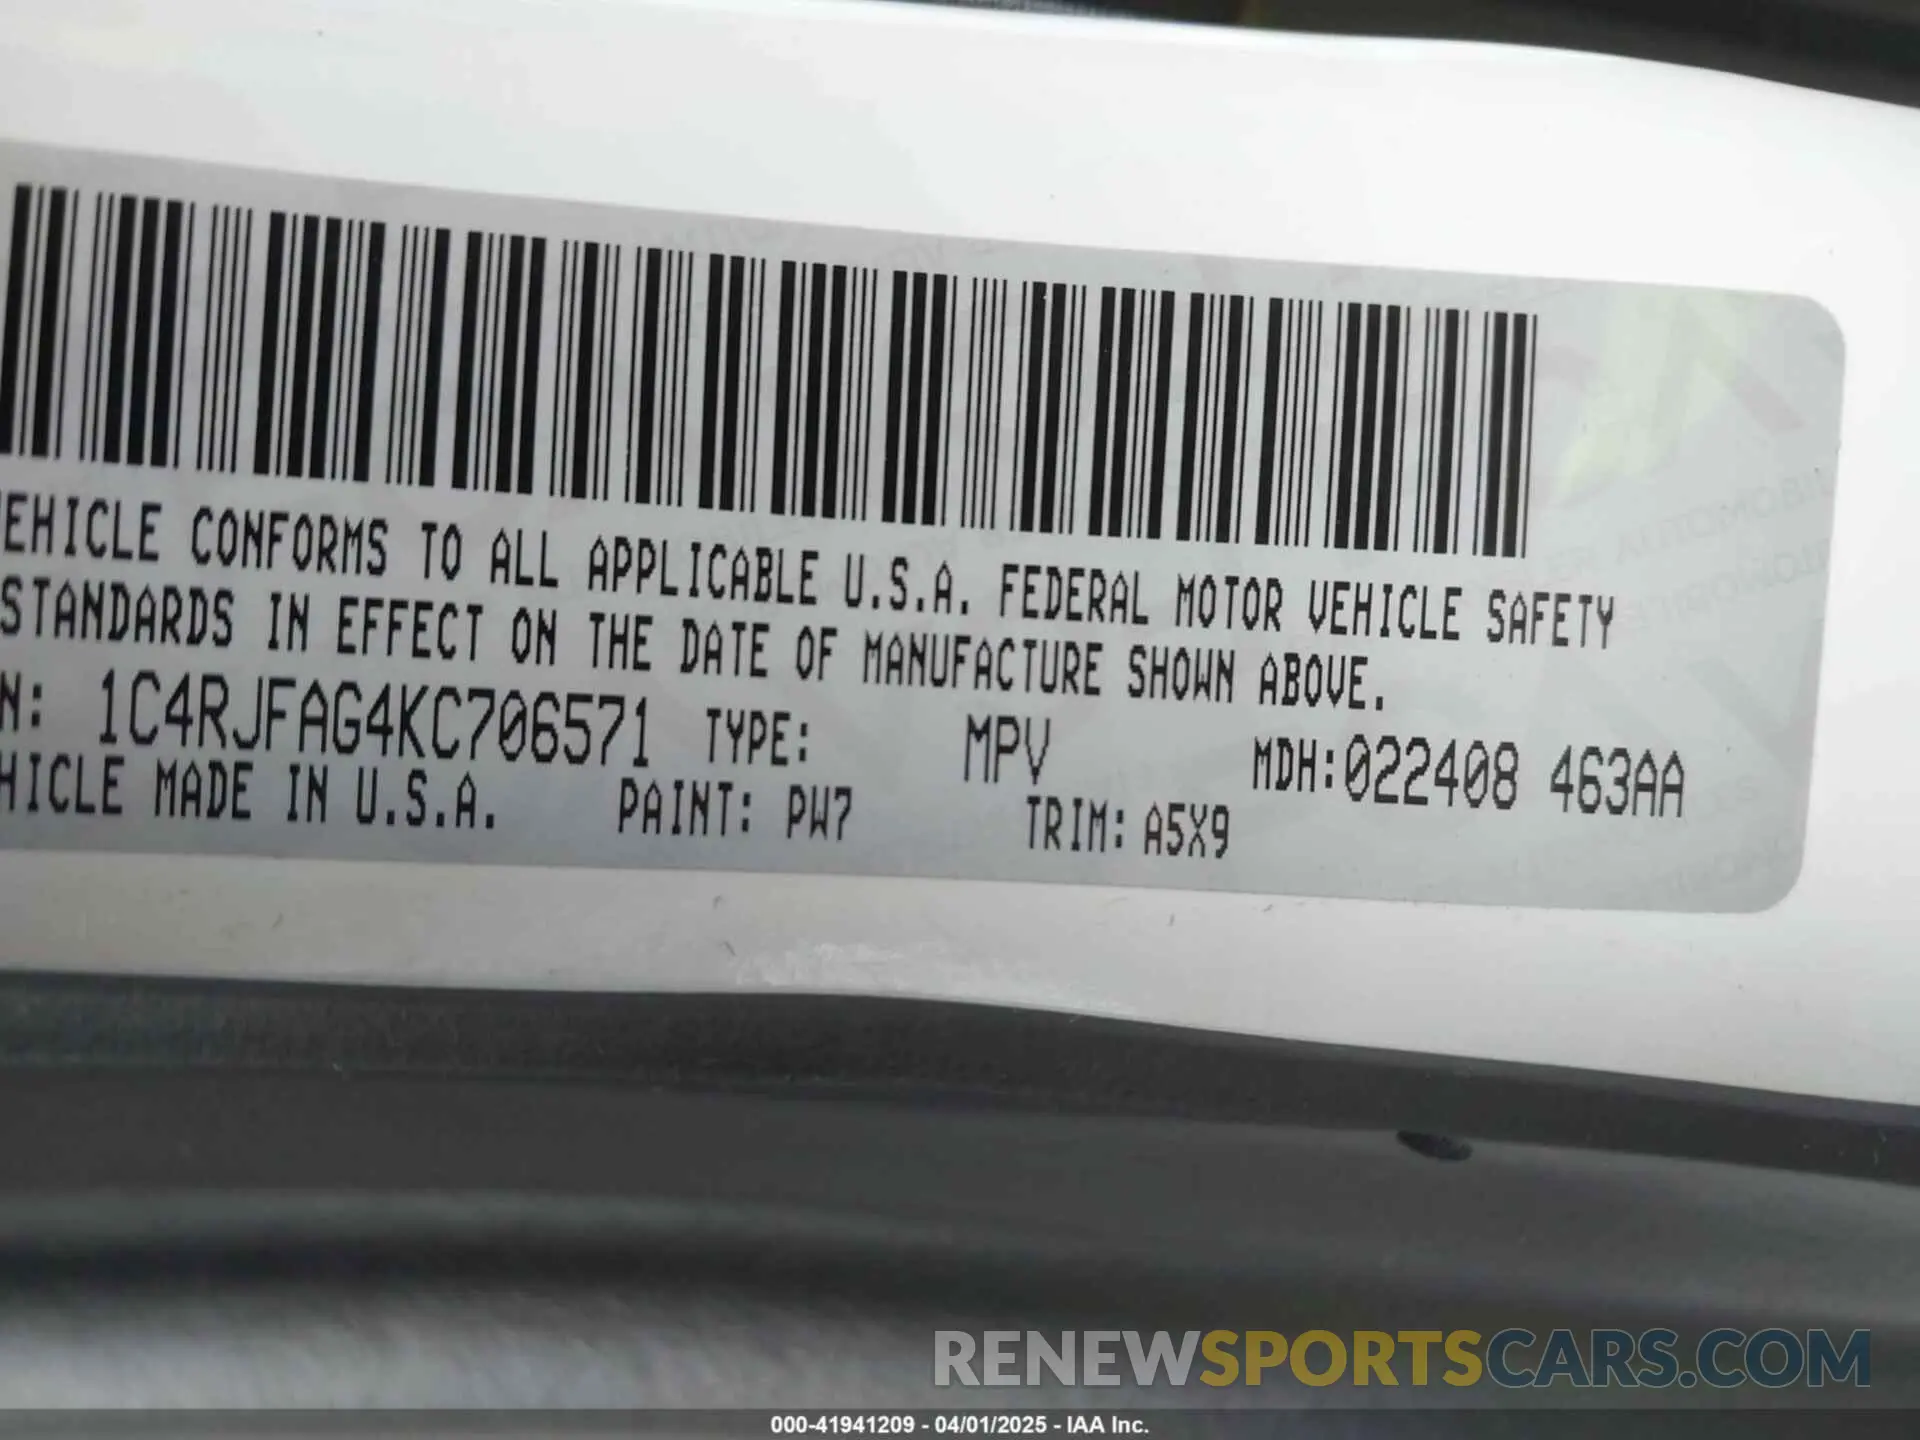 EHICLE CONFORMS TO ALL APPLICABLE U.S.A. FEDERAL MOTOR VEHICLE SAFETY
STANDARDS IN EFFECT ON THE DATE OF MANUFACTURE SHOWN ABOVE.
N: 1C4RJFAG4KC706571 TYPE: MPV MDH:022408 463AA
HICLE MADE IN U.S.A. PAINT: PW7 TRIM: A5X9
RENEWSPORTSCARS.COM
000-41941209 - 04/01/2025 - IAA Inc.